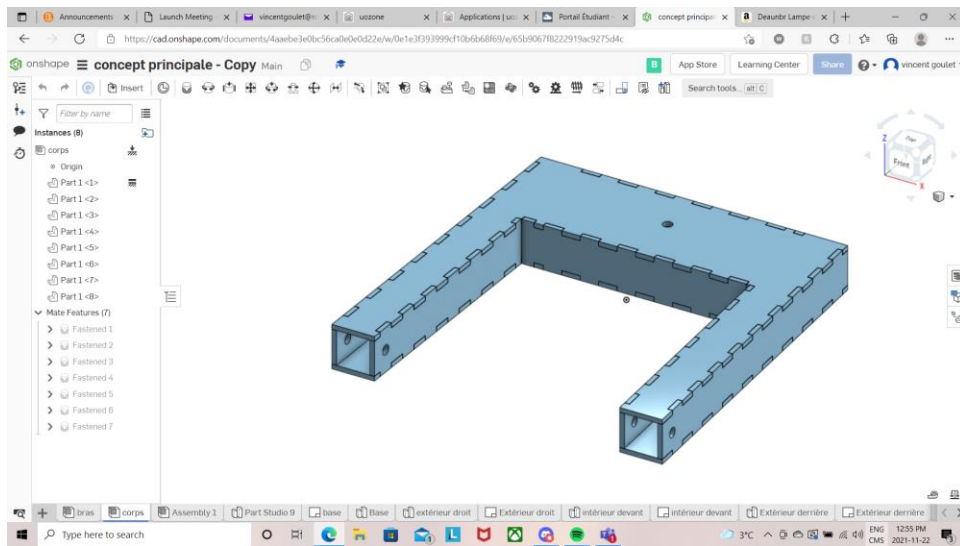 Announcements
Launch Meeting -
vincentgoulet@
uozone
Applications | uo
Portail Étudiant -
concept principa
Deaunbr Lampe
https://cad.onshape.com/documents/4aaebe3e0bc56ca0e0e0d22e/w/0e1e3f393999cf10b6b68f69/e/65b9067f8222919ac9275d4c
onshape
concept principale - Copy Main
B
App Store
Learning Center
Share
vincent goulet
Insert
Search tools... alt C
Filter by name
Instances (8)
corps
Origin
Part 1 <1>
Part 1 <2>
Part 1 <3>
Part 1 <4>
Part 1 <5>
Part 1 <6>
Part 1 <7>
Part 1 <8>
Mate Features (7)
Fastened 1
Fastened 2
Fastened 3
Fastened 4
Fastened 5
Fastened 6
Fastened 7
Z
Top
Front
X
bras
corps
Assembly 1
Part Studio 9
base
Base
extérieur droit
Extérieur droit
intérieur devant
intérieur devant
Extérieur derrière
Extérieur derrière
Type here to search
3°C
ENG
CMS
12:55 PM
2021-11-22